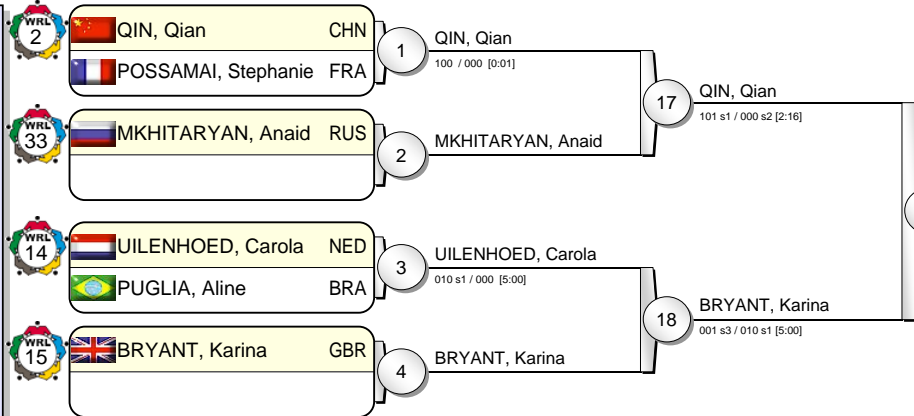 WRL
2
QIN, Qian CHN
POSSAMAI, Stephanie FRA
1
QIN, Qian
100 / 000 [0:01]
WRL
33
MKHITARYAN, Anaid RUS
2
MKHITARYAN, Anaid
17
QIN, Qian
101 s1 / 000 s2 [2:16]
WRL
14
UILENHOED, Carola NED
PUGLIA, Aline BRA
3
UILENHOED, Carola
010 s1 / 000 [5:00]
WRL
15
BRYANT, Karina GBR
4
BRYANT, Karina
18
BRYANT, Karina
001 s3 / 010 s1 [5:00]